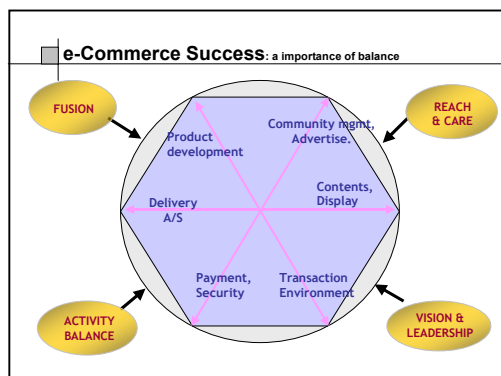 e-Commerce Success: a importance of balance
FUSION
REACH
& CARE
Product
development
Community mgmt,
Advertise.
Delivery
A/S
Contents,
Display
Payment,
Security
Transaction
Environment
ACTIVITY
BALANCE
VISION &
LEADERSHIP